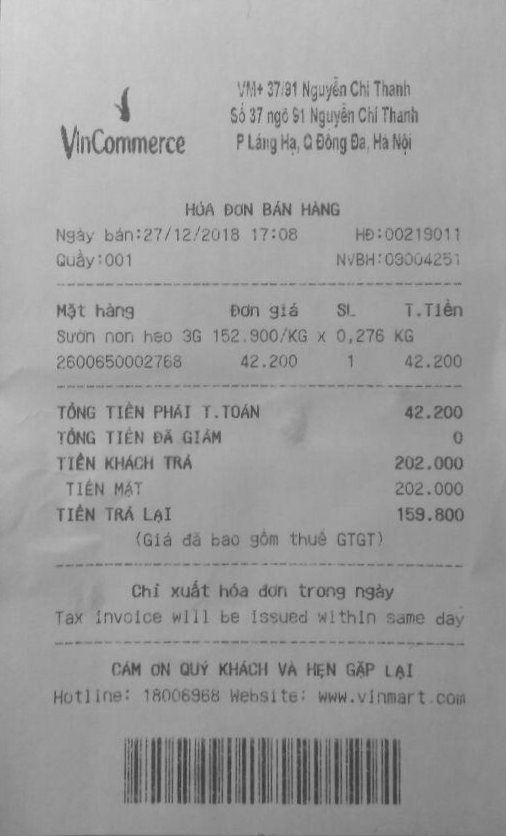 VinCommerce
VM+ 37/91 Nguyễn Chí Thanh
Số 37 ngõ 91 Nguyễn Chí Thanh
P Láng Hạ, Q Đông Đa, Hà Nội
HÓA ĐƠN BÁN HÀNG
Ngày bán:27/12/2018 17:08 HĐ:00219011
Quầy:001 NVBH:09004251
Mặt hàng Đơn giá SL T.Tiền
Sườn non heo 3G 152.900/KG x 0,276 KG
2600650002768 42.200 1 42.200
TỔNG TIỀN PHẢI T.TOÁN 42.200
TỔNG TIỀN ĐÃ GIẢM 0
TIỀN KHÁCH TRẢ 202.000
TIỀN MẶT 202.000
TIỀN TRẢ LẠI 159.800
(Giá đã bao gồm thuế GTGT)
Chỉ xuất hóa đơn trong ngày
Tax invoice will be issued within same day
CẢM ƠN QUÝ KHÁCH VÀ HẸN GẶP LẠI
Hotline: 18006968 Website: www.vinmart.com